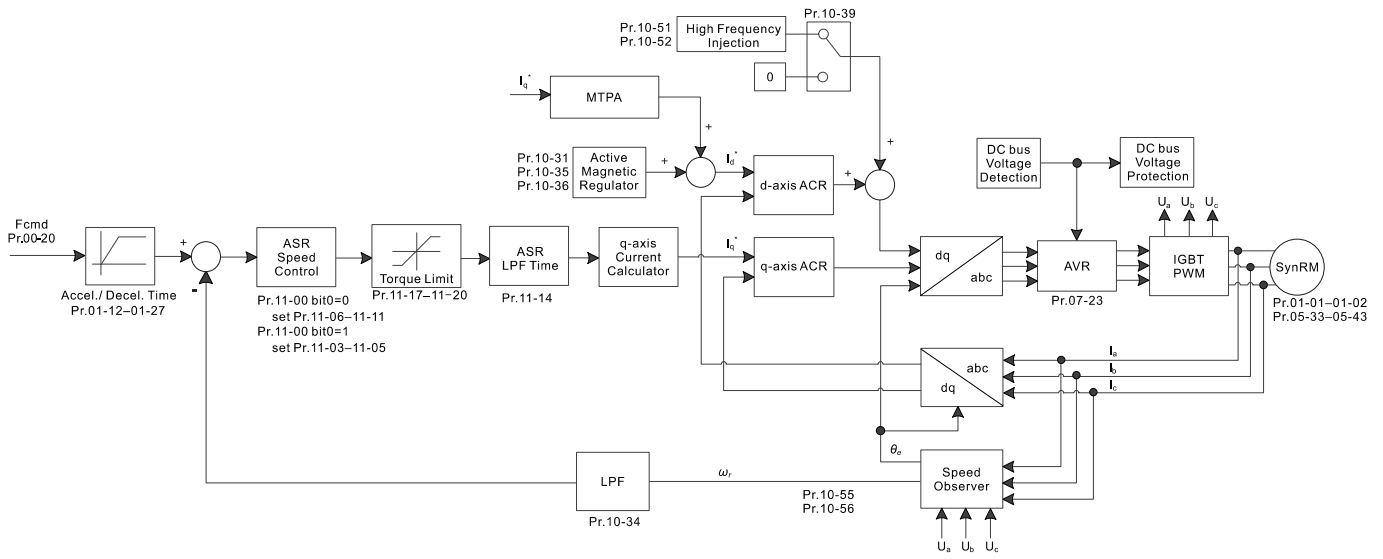 Pr.10-39
Pr.10-51
Pr.10-52
High Frequency
Injection
0
Iq*
MTPA
+
+
Pr.10-31
Pr.10-35
Pr.10-36
Active
Magnetic
Regulator
+
Id*
d-axis ACR
+
DC bus
Voltage
Detection
DC bus
Voltage
Protection
Ua
Ub
Uc
Fcmd
Pr.00-20
Accel./ Decel. Time
Pr.01-12–01-27
+
-
ASR
Speed
Control
Pr.11-00 bit0=0
set Pr.11-06–11-11
Pr.11-00 bit0=1
set Pr.11-03–11-05
Torque Limit
Pr.11-17–11-20
ASR
LPF Time
Pr.11-14
q-axis
Current
Calculator
Iq*
q-axis ACR
dq
abc
AVR
Pr.07-23
IGBT
PWM
SynRM
Pr.01-01–01-02
Pr.05-33–05-43
abc
dq
Ia
Ib
Ic
θe
Speed
Observer
ωr
Pr.10-55
Pr.10-56
LPF
Pr.10-34
Ua
Ub
Uc